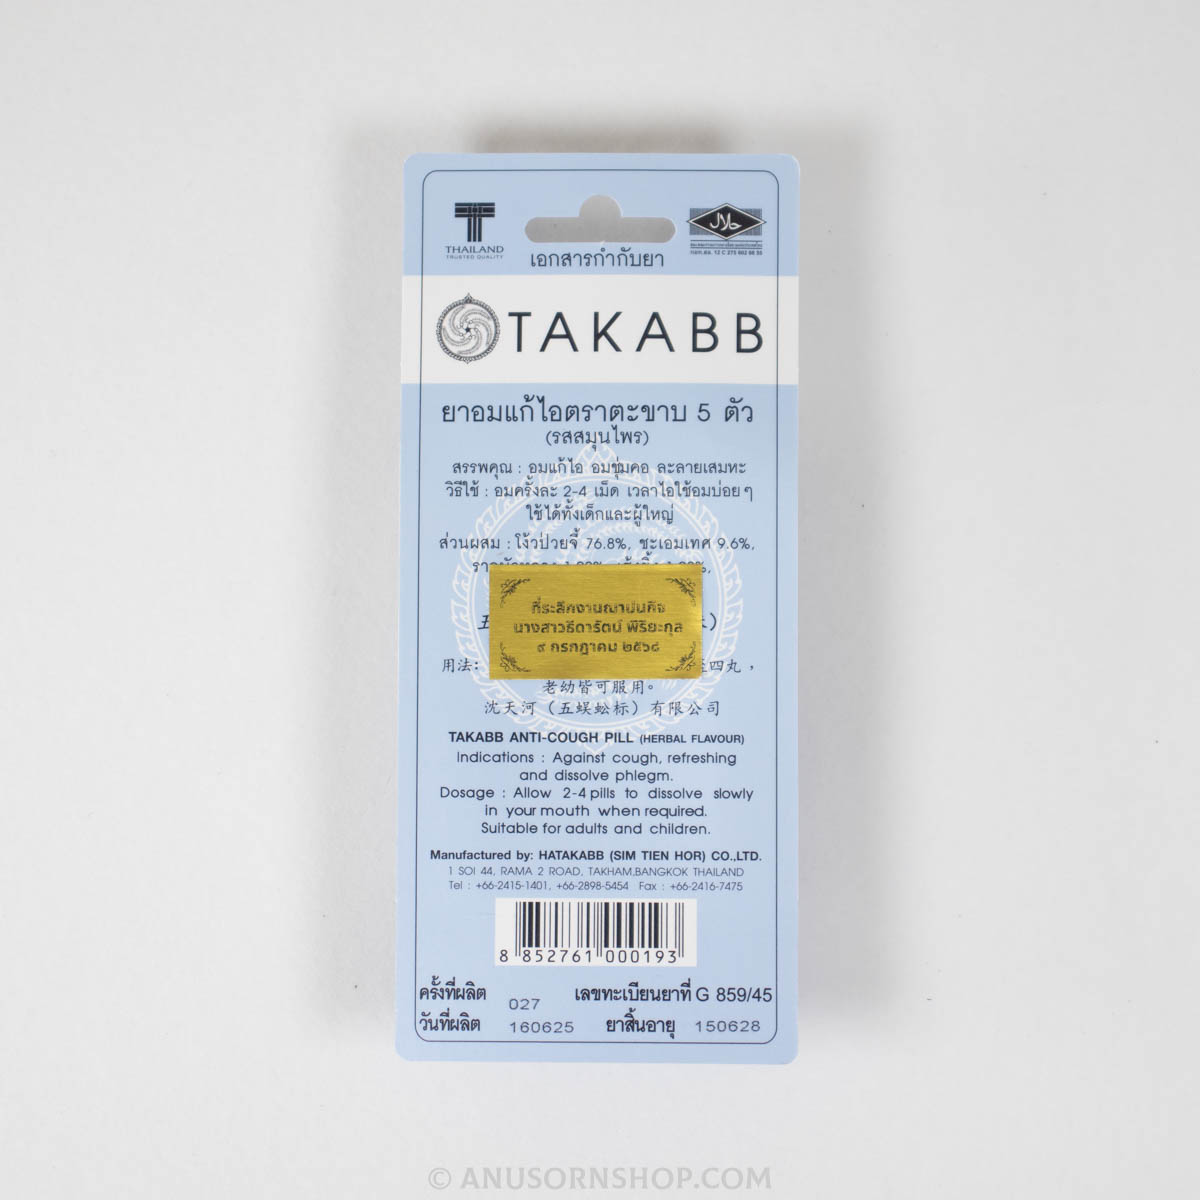 THAILAND
TRUSTED QUALITY
เอกสารกำกับยา
حلال
TAKABB
ยาอมแก้ไอตราตะขาบ 5 ตัว
(รสสมุนไพร)
สรรพคุณ : อมแก้ไอ อมชุ่มคอ ละลายเสมหะ
วิธีใช้ : อมครั้งละ 2-4 เม็ด เวลาไอใช้อมบ่อยๆ
ใช้ได้ทั้งเด็กและผู้ใหญ่
ส่วนผสม : โง้วป่วยจี้ 76.8%, ชะเอมเทศ 9.6%,
ที่ระลึกงานฌาปนกิจ
นางสาวธีดารัตน์ พิริยะกุล
๙ กรกฎาคม ๒๕๖๘
用法: 四丸，
老幼皆可服用。
沈天河（五蜈蚣标）有限公司
TAKABB ANTI-COUGH PILL (HERBAL FLAVOUR)
Indications : Against cough, refreshing
and dissolve phlegm.
Dosage : Allow 2-4 pills to dissolve slowly
in your mouth when required.
Suitable for adults and children.
Manufactured by: HATAKABB (SIM TIEN HOR) CO.,LTD.
1 SOI 44, RAMA 2 ROAD, TAKHAM,BANGKOK THAILAND
Tel : +66-2415-1401, +66-2898-5454 Fax : +66-2416-7475
8 852761 000193
ครั้งที่ผลิต 027 เลขทะเบียนยาที่ G 859/45
วันที่ผลิต 160625 ยาสิ้นอายุ 150628
© ANUSORNSHOP.COM